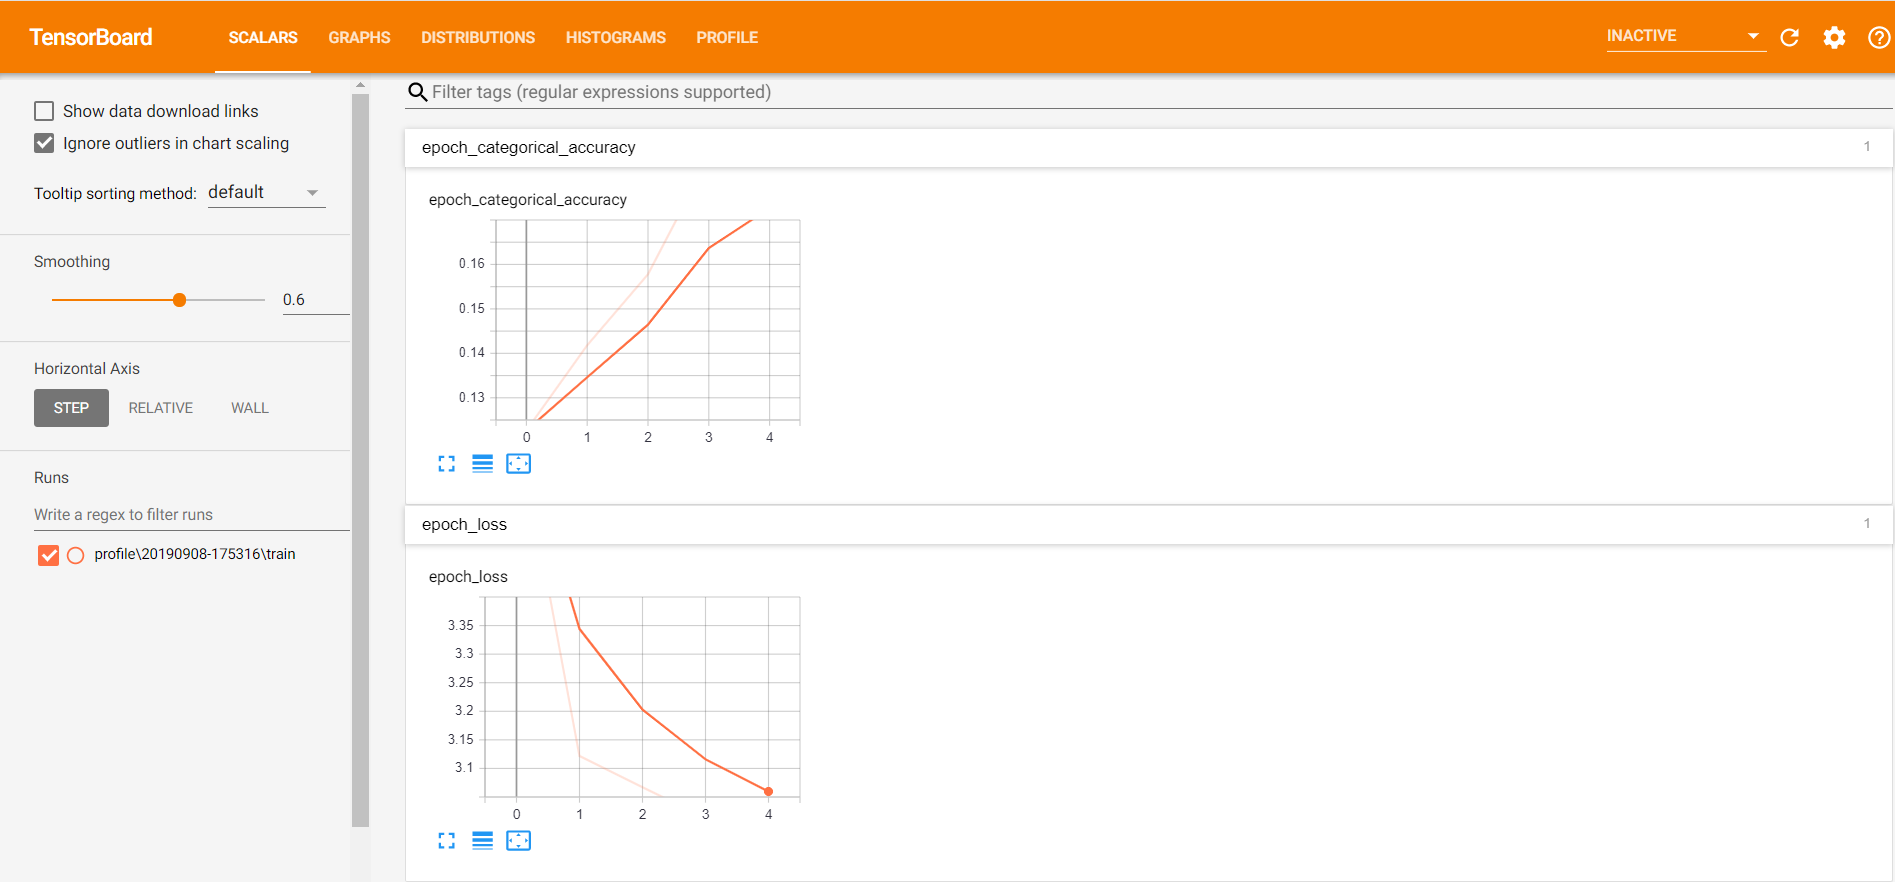 TensorBoard
SCALARS GRAPHS DISTRIBUTIONS HISTOGRAMS PROFILE
INACTIVE
Show data download links
Ignore outliers in chart scaling
Tooltip sorting method: default
Smoothing
0.6
Horizontal Axis
STEP RELATIVE WALL
Runs
Write a regex to filter runs
profile\20190908-175316\train
Filter tags (regular expressions supported)
epoch_categorical_accuracy 1
epoch_categorical_accuracy
0.16
0.15
0.14
0.13
0 1 2 3 4
epoch_loss 1
epoch_loss
3.35
3.3
3.25
3.2
3.15
3.1
0 1 2 3 4